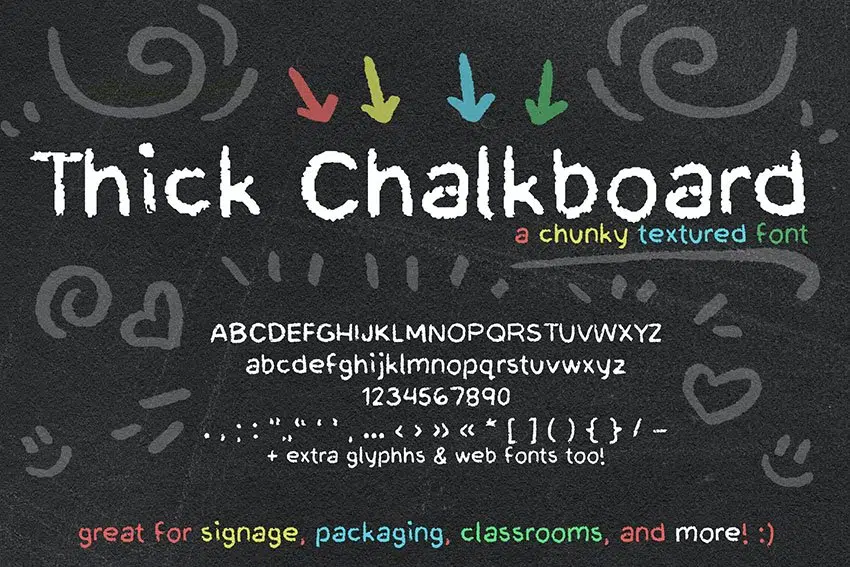 Thick Chalkboard
a chunky textured font
ABCDEFGHIJKLMNOPQRSTUVWXYZ
abcdefghijklmnopqrstuvwxyz
1234567890
. , ; : " „ “ ‘ ’ , ... ‹ › » « * [ ] ( ) { } / –
+ extra glyphhs & web fonts too!
great for signage, packaging, classrooms, and more! :)